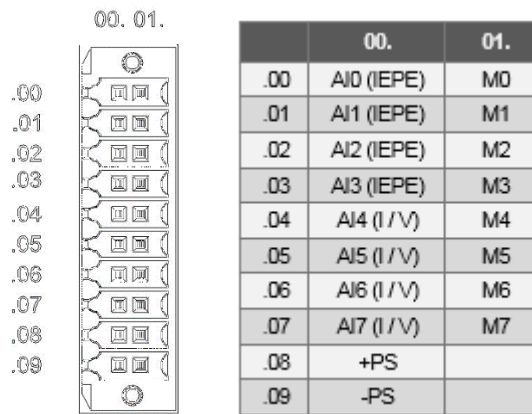 00. 01.
.00
.01
.02
.03
.04
.05
.06
.07
.08
.09
00. 01.
.00 AI0 (IEPE) M0
.01 AI1 (IEPE) M1
.02 AI2 (IEPE) M2
.03 AI3 (IEPE) M3
.04 AI4 (I / V) M4
.05 AI5 (I / V) M5
.06 AI6 (I / V) M6
.07 AI7 (I / V) M7
.08 +PS
.09 -PS